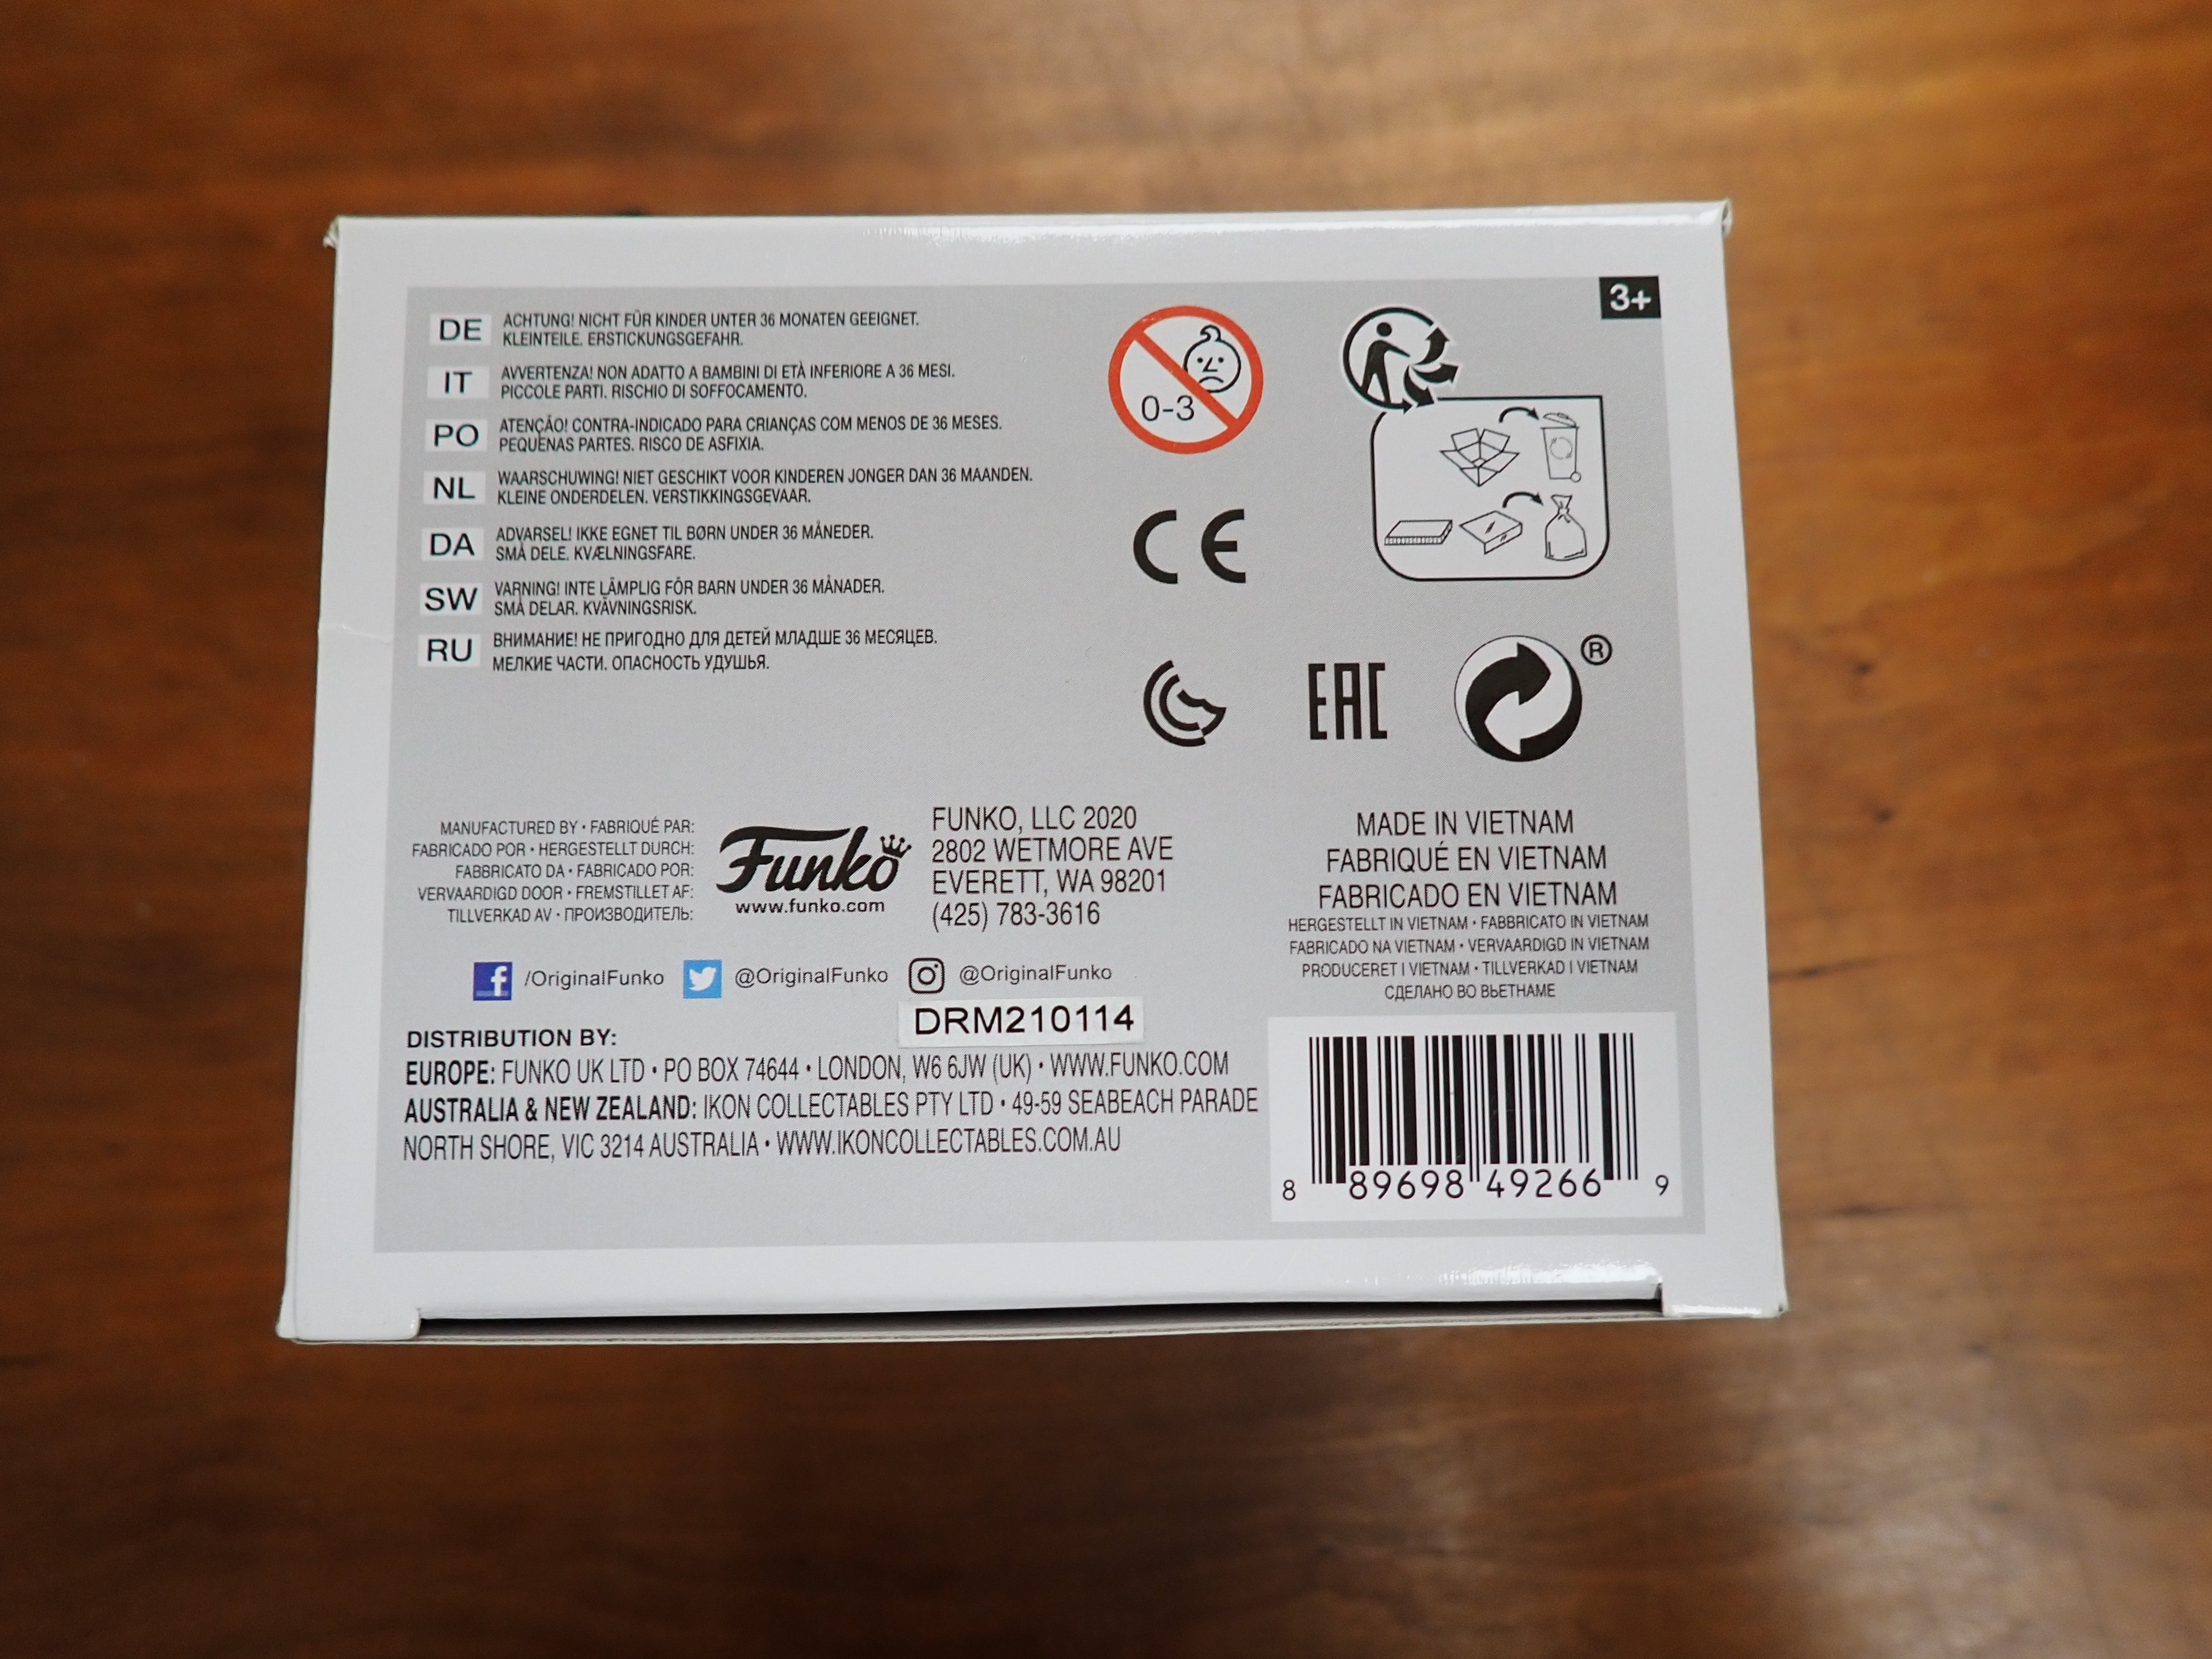 3+
DE ACHTUNG! NICHT FÜR KINDER UNTER 36 MONATEN GEEIGNET.
KLEINTEILE. ERSTICKUNGSGEFAHR.
IT AVVERTENZA! NON ADATTO A BAMBINI DI ETÀ INFERIORE A 36 MESI.
PICCOLE PARTI. RISCHIO DI SOFFOCAMENTO.
PO ATENÇÃO! CONTRA-INDICADO PARA CRIANÇAS COM MENOS DE 36 MESES.
PEQUENAS PARTES. RISCO DE ASFIXIA.
NL WAARSCHUWING! NIET GESCHIKT VOOR KINDEREN JONGER DAN 36 MAANDEN.
KLEINE ONDERDELEN. VERSTIKKINGSGEVAAR.
DA ADVARSEL! IKKE EGNET TIL BØRN UNDER 36 MÅNEDER.
SMÅ DELE. KVÆLNINGSFARE.
SW VARNING! INTE LÄMPLIG FÖR BARN UNDER 36 MÅNADER.
SMÅ DELAR. KVÄVNINGSRISK.
RU ВНИМАНИЕ! НЕ ПРИГОДНО ДЛЯ ДЕТЕЙ МЛАДШЕ 36 МЕСЯЦЕВ.
МЕЛКИЕ ЧАСТИ. ОПАСНОСТЬ УДУШЬЯ.
0-3
CE
EAC
®
MANUFACTURED BY • FABRIQUÉ PAR:
FABRICADO POR • HERGESTELLT DURCH:
FABBRICATO DA • FABRICADO POR:
VERVAARDIGD DOOR • FREMSTILLET AF:
TILLVERKAD AV • ПРОИЗВОДИТЕЛЬ:
Funko
www.funko.com
FUNKO, LLC 2020
2802 WETMORE AVE
EVERETT, WA 98201
(425) 783-3616
MADE IN VIETNAM
FABRIQUÉ EN VIETNAM
FABRICADO EN VIETNAM
HERGESTELLT IN VIETNAM • FABBRICATO IN VIETNAM
FABRICADO NA VIETNAM • VERVAARDIGD IN VIETNAM
PRODUCERET I VIETNAM • TILLVERKAD I VIETNAM
СДЕЛАНО ВО ВЬЕТНАМЕ
/OriginalFunko @OriginalFunko @OriginalFunko
DRM210114
DISTRIBUTION BY:
EUROPE: FUNKO UK LTD • PO BOX 74644 • LONDON, W6 6JW (UK) • WWW.FUNKO.COM
AUSTRALIA & NEW ZEALAND: IKON COLLECTABLES PTY LTD • 49-59 SEABEACH PARADE
NORTH SHORE, VIC 3214 AUSTRALIA • WWW.IKONCOLLECTABLES.COM.AU
8 89698 49266 9